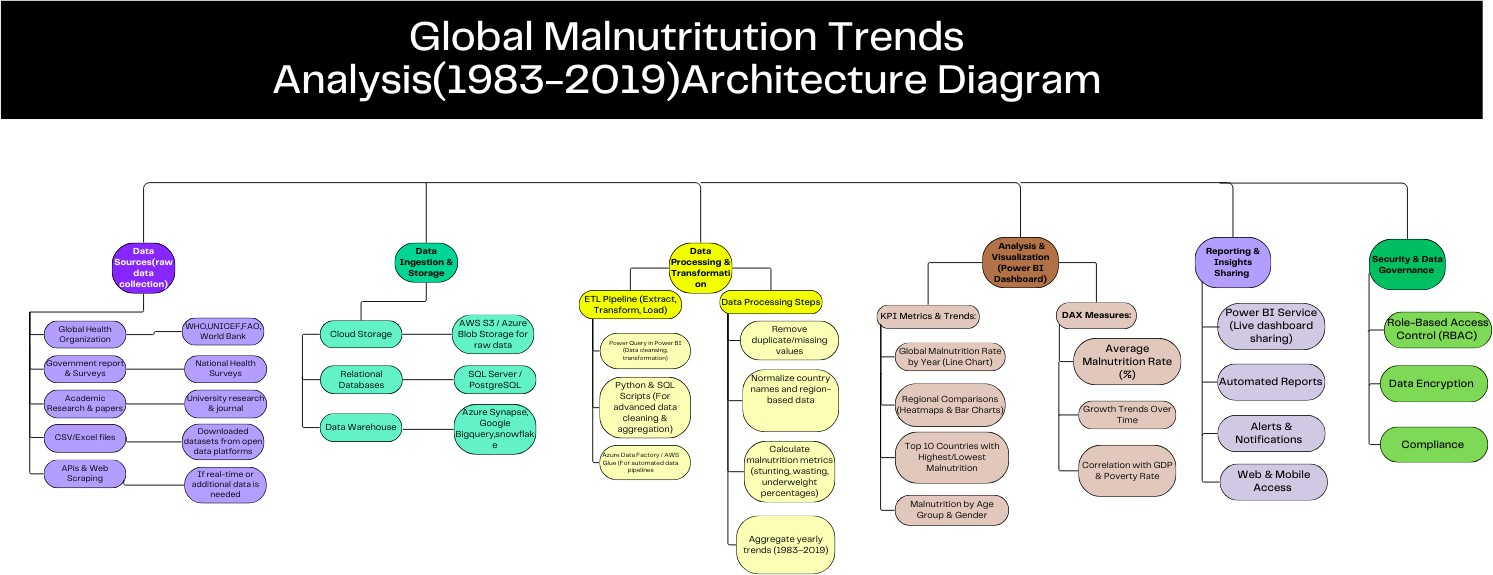 Global Malnutritution Trends
Analysis(1983-2019)Architecture Diagram
Data
Sources(raw
data
collection)
Global Health
Organization
WHO,UNICEF,FAO,
World Bank
Government report
& Surveys
National Health
Surveys
Academic
Research & papers
University research
& journal
CSV/Excel files
Downloaded
datasets from open
data platforms
APis & Web
Scraping
If real-time or
additional data is
needed
Data
Ingestion &
Storage
Cloud Storage
AWS S3 / Azure
Blob Storage for
raw data
Relational
Databases
SQL Server /
PostgreSQL
Data Warehouse
Azure Synapse,
Google
Bigquery,snowflak
e
Data
Processing &
Transformati
on
ETL Pipeline (Extract,
Transform, Load)
Power Query in Power BI
(Data cleansing,
transformation)
Python & SQL
Scripts (For
advanced data
cleaning &
aggregation)
Azure Data Factory / AWS
Glue (For automated data
pipelines
Data Processing Steps
Remove
duplicate/missing
values
Normalize country
names and region-
based data
Calculate
malnutrition metrics
(stunting, wasting,
underweight
percentages)
Aggregate yearly
trends (1983–2019)
Analysis &
Visualization
(Power BI
Dashboard)
KPI Metrics & Trends:
Global Malnutrition Rate
by Year (Line Chart)
Regional Comparisons
(Heatmaps & Bar Charts)
Top 10 Countries with
Highest/Lowest
Malnutrition
Malnutrition by Age
Group & Gender
DAX Measures:
Average
Malnutrition Rate
(%)
Growth Trends Over
Time
Correlation with GDP
& Poverty Rate
Reporting &
Insights
Sharing
Power BI Service
(Live dashboard
sharing)
Automated Reports
Alerts &
Notifications
Web & Mobile
Access
Security & Data
Governance
Role-Based Access
Control (RBAC)
Data Encryption
Compliance